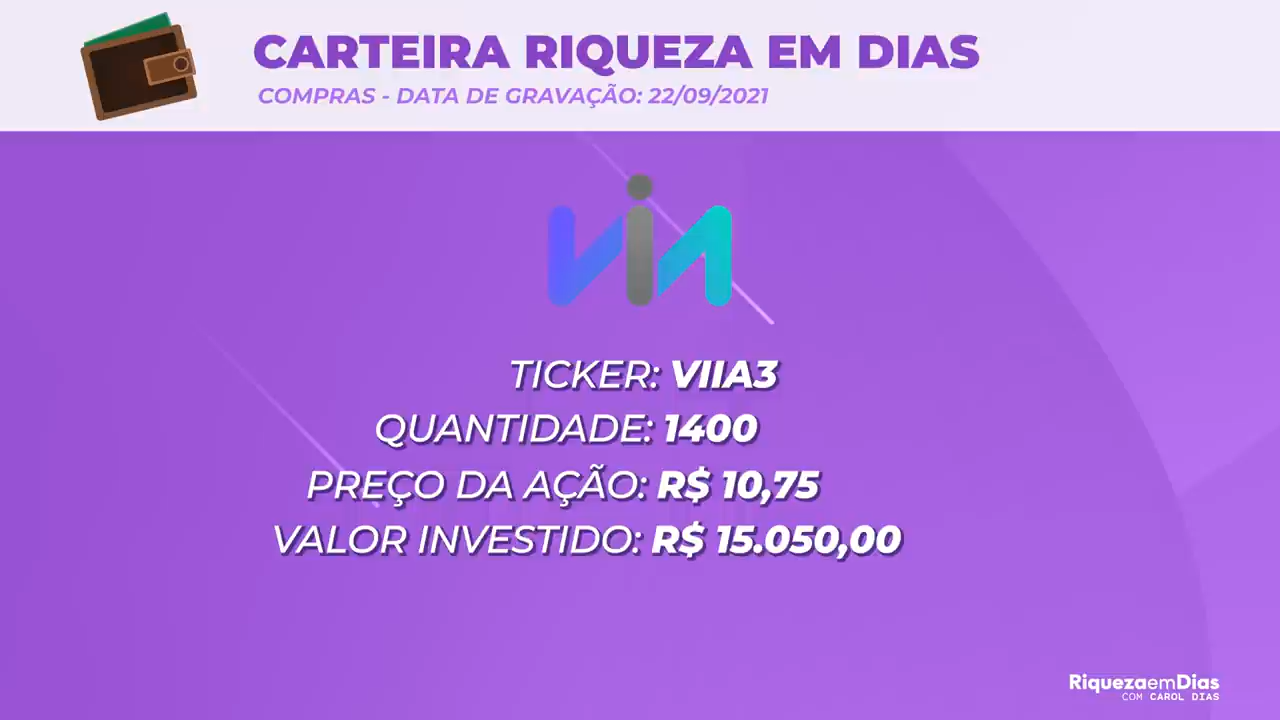 CARTEIRA RIQUEZA EM DIAS
COMPRAS - DATA DE GRAVAÇÃO: 22/09/2021
VIA
TICKER: VIIA3
QUANTIDADE: 1400
PREÇO DA AÇÃO: R$ 10,75
VALOR INVESTIDO: R$ 15.050,00
RiquezaemDias
COM CAROL DIAS